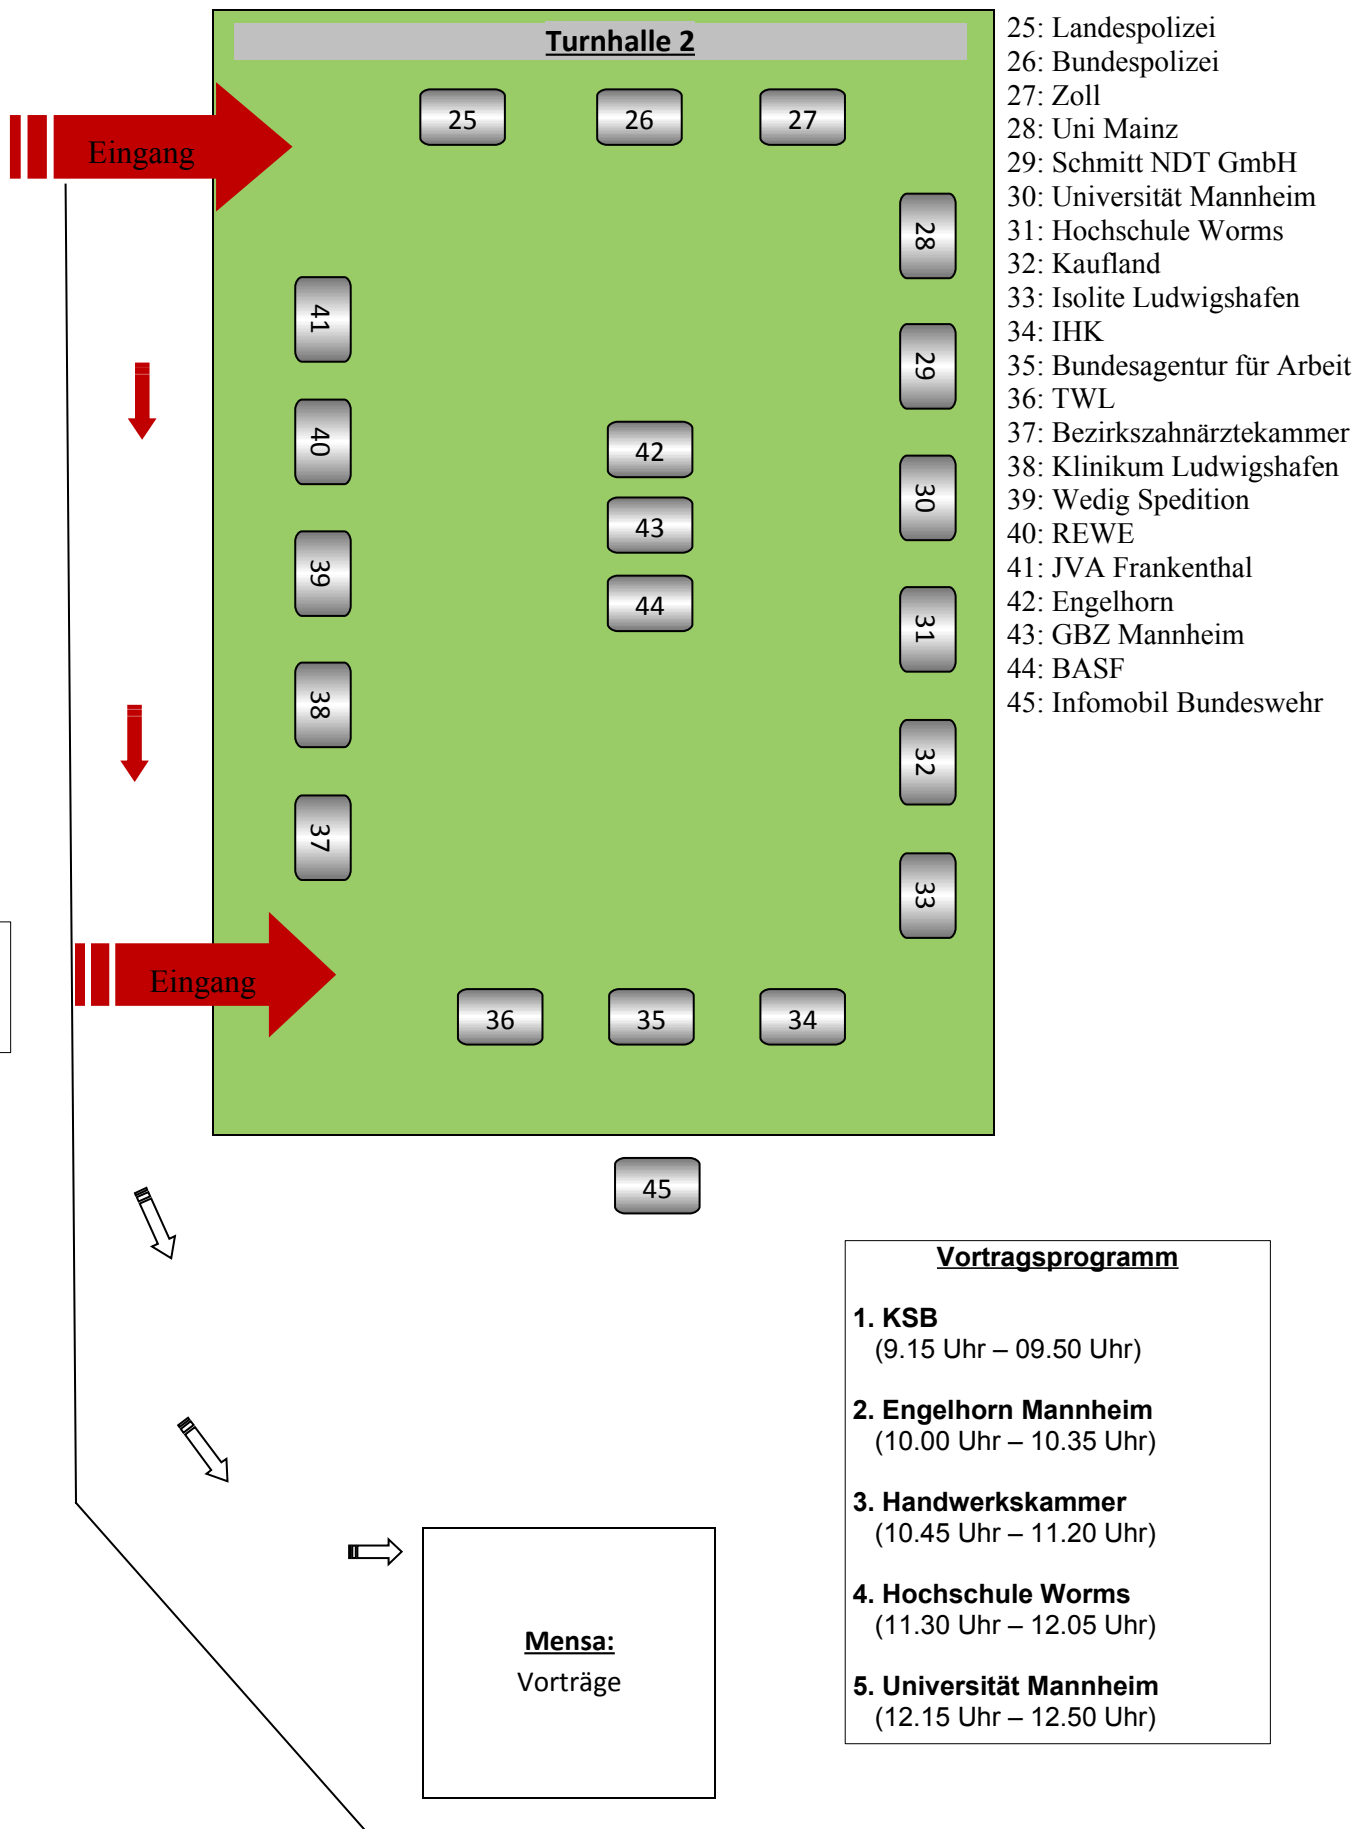 Turnhalle 2
Eingang
25
26
27
28
29
30
31
32
33
41
40
39
38
37
42
43
44
Eingang
36
35
34
45
25: Landespolizei
26: Bundespolizei
27: Zoll
28: Uni Mainz
29: Schmitt NDT GmbH
30: Universität Mannheim
31: Hochschule Worms
32: Kaufland
33: Isolite Ludwigshafen
34: IHK
35: Bundesagentur für Arbeit
36: TWL
37: Bezirkszahnärztekammer
38: Klinikum Ludwigshafen
39: Wedig Spedition
40: REWE
41: JVA Frankenthal
42: Engelhorn
43: GBZ Mannheim
44: BASF
45: Infomobil Bundeswehr
Mensa:
Vorträge
Vortragsprogramm
1. KSB
(9.15 Uhr – 09.50 Uhr)
2. Engelhorn Mannheim
(10.00 Uhr – 10.35 Uhr)
3. Handwerkskammer
(10.45 Uhr – 11.20 Uhr)
4. Hochschule Worms
(11.30 Uhr – 12.05 Uhr)
5. Universität Mannheim
(12.15 Uhr – 12.50 Uhr)